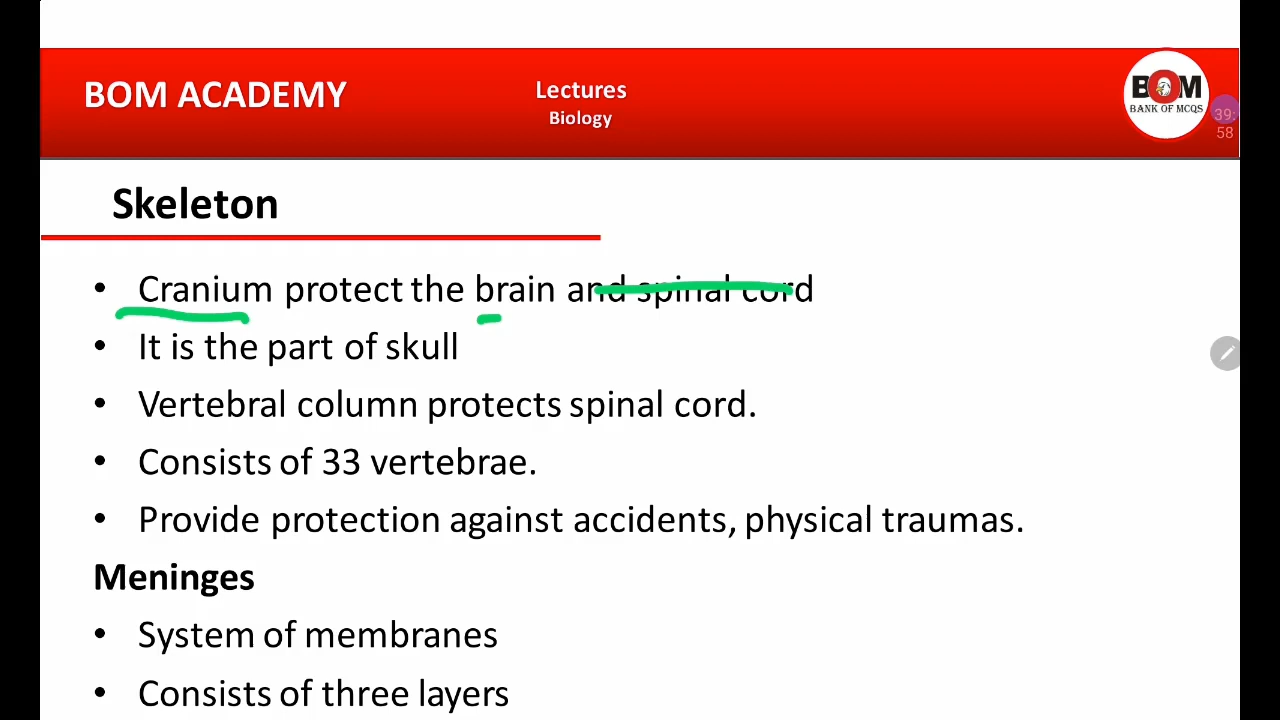 BOM ACADEMY
Lectures
Biology
BOM
BANK OF MCQS
39:
58
Skeleton
• Cranium protect the brain and spinal cord
• It is the part of skull
• Vertebral column protects spinal cord.
• Consists of 33 vertebrae.
• Provide protection against accidents, physical traumas.
Meninges
• System of membranes
• Consists of three layers